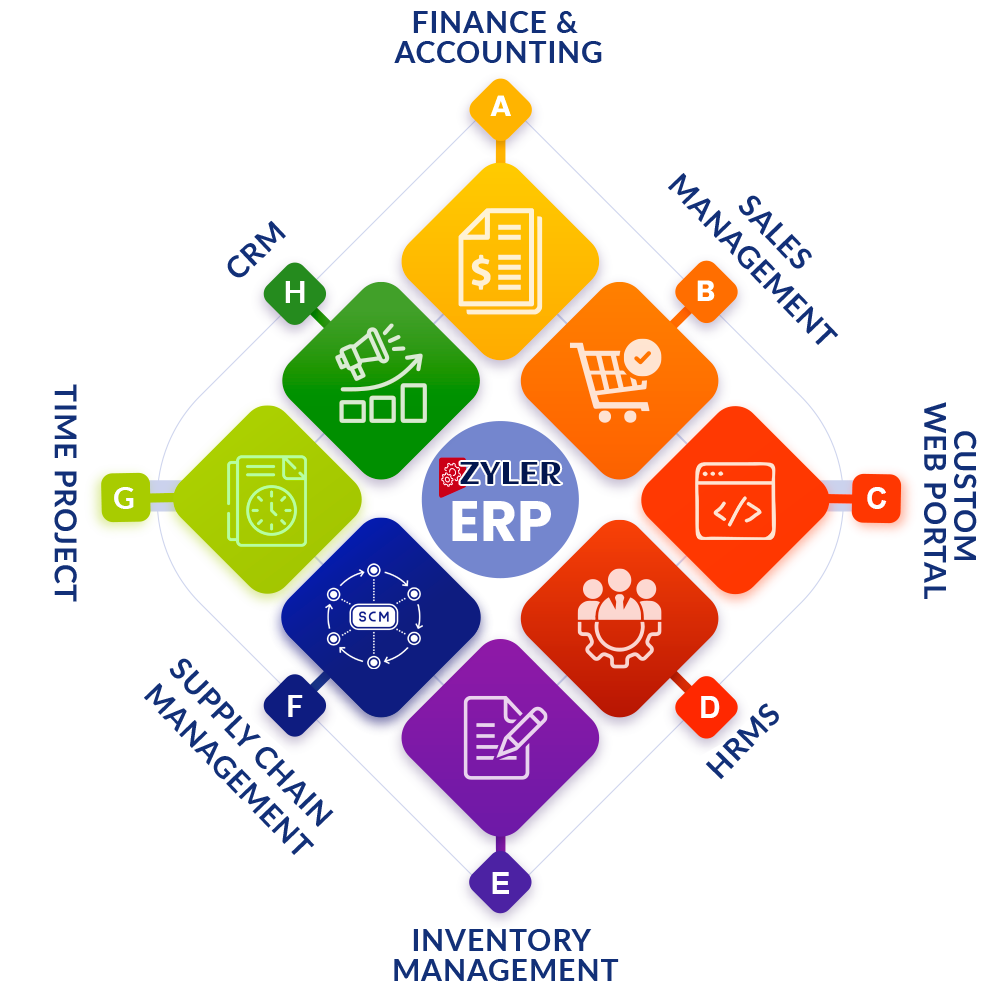 FINANCE &
ACCOUNTING
A
SALES
MANAGEMENT
B
CUSTOM
WEB PORTAL
C
HRMS
D
INVENTORY
MANAGEMENT
E
SUPPLY CHAIN
MANAGEMENT
F
TIME PROJECT
G
CRM
H
$
</>
SCM
ZYLER
ERP